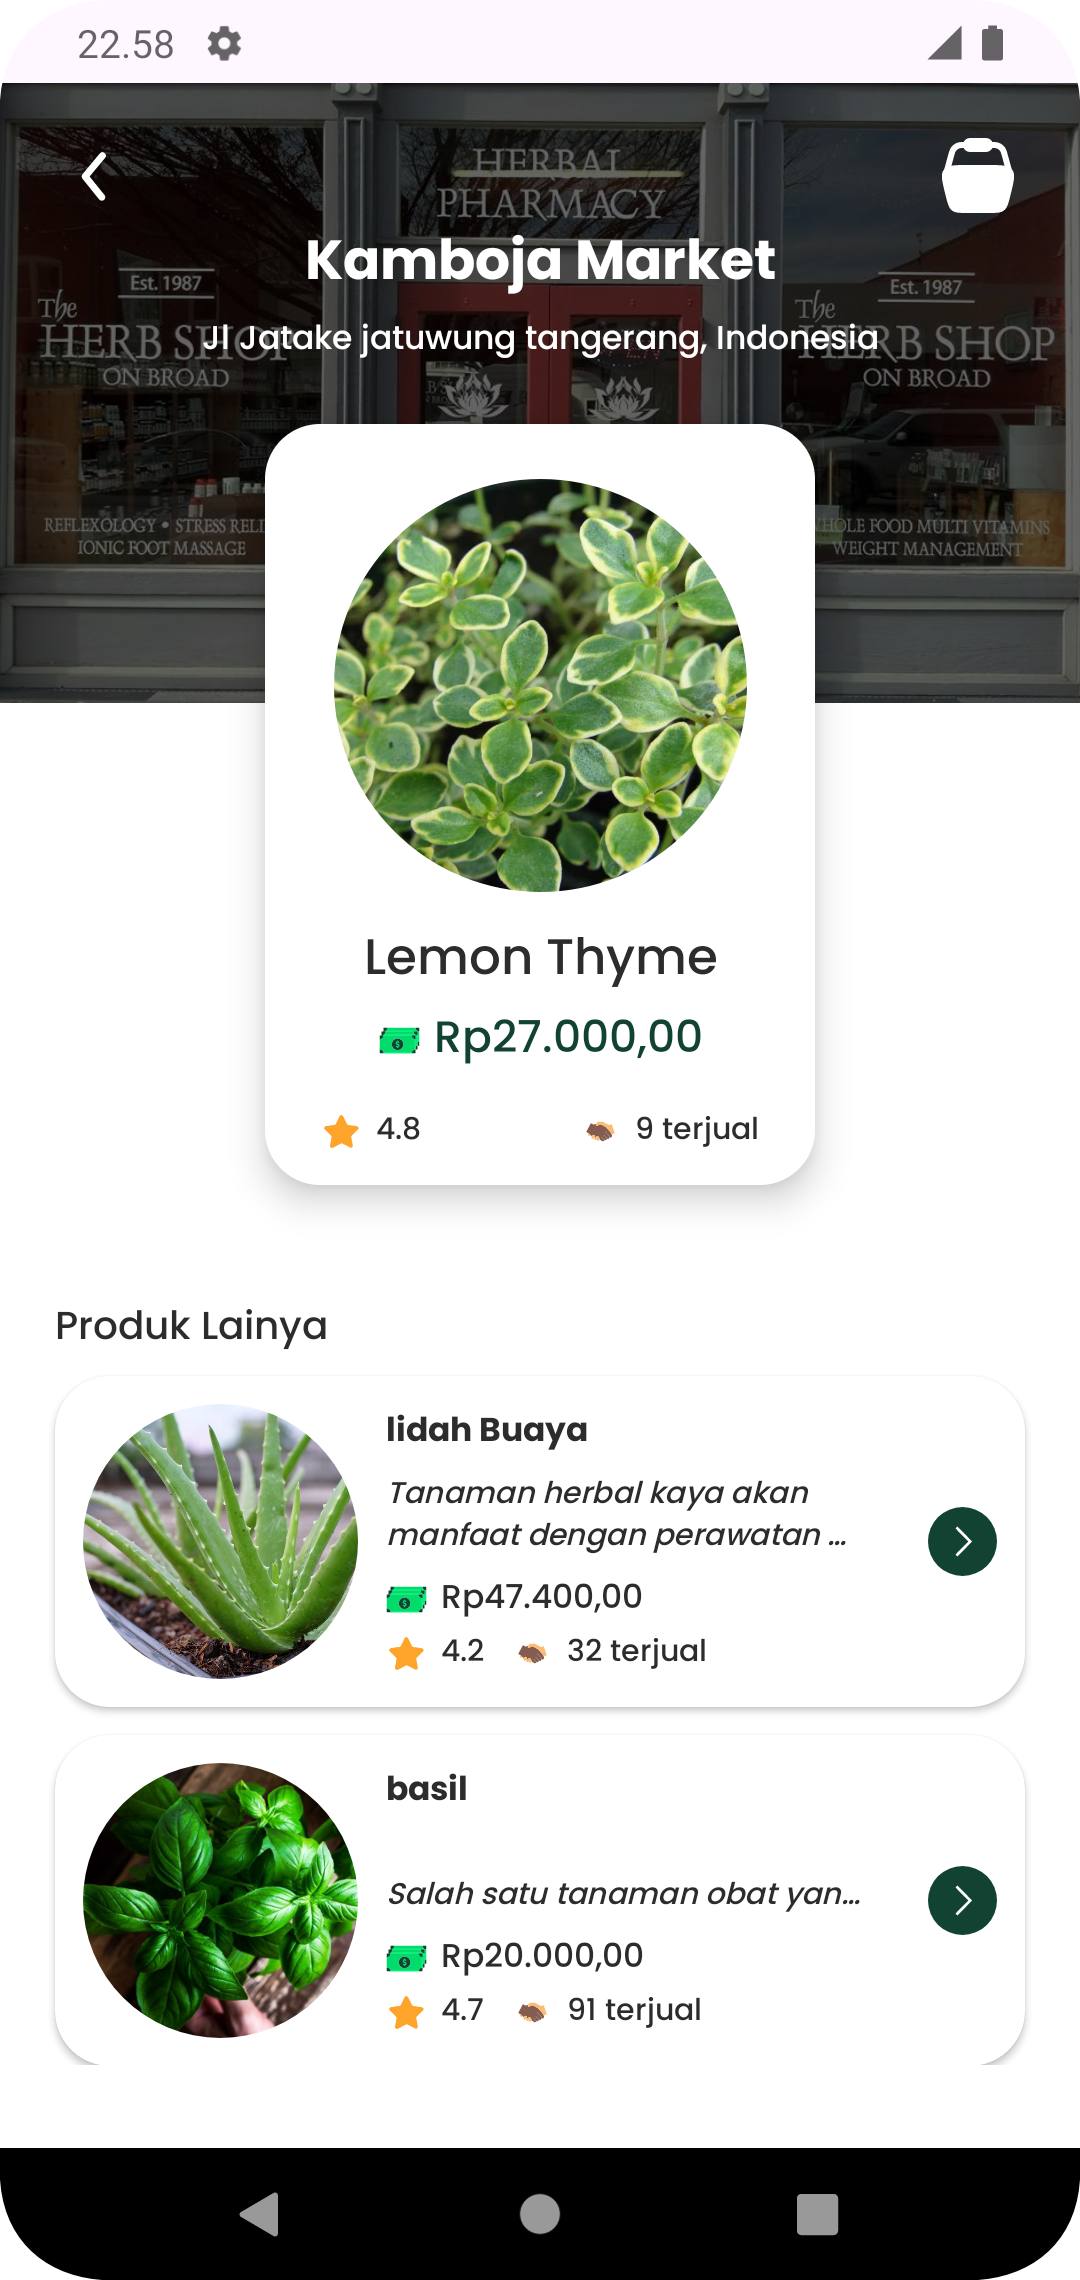 22.58
HERBAL
PHARMACY
Kamboja Market
Est. 1987
Est. 1987
The
The
HERB SHOP
HERB SHOP
Jl Jatake jatuwung tangerang, Indonesia
ON BROAD
ON BROAD
REFLEXOLOGY • STRESS
IONIC FOOT MASSAGE
FOOD MULTI VITAMINS
WEIGHT MANAGEMENT
Lemon Thyme
Rp27.000,00
4.8
9 terjual
Produk Lainya
lidah Buaya
Tanaman herbal kaya akan
manfaat dengan perawatan ...
Rp47.400,00
4.2
32 terjual
basil
Salah satu tanaman obat yan...
Rp20.000,00
4.7
91 terjual